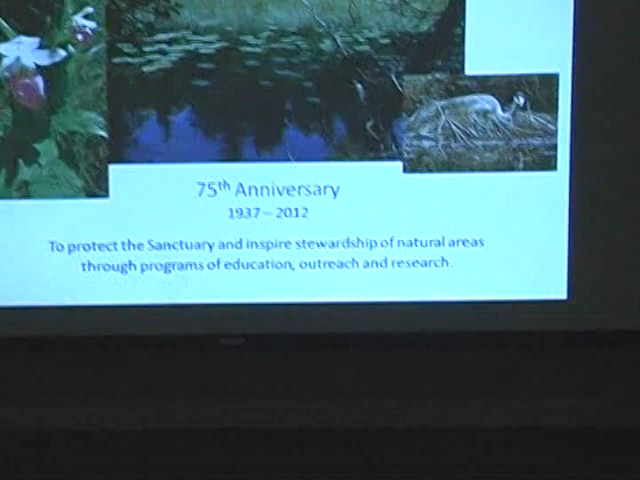 75th Anniversary
1937 – 2012
To protect the Sanctuary and inspire stewardship of natural areas
through programs of education, outreach and research.